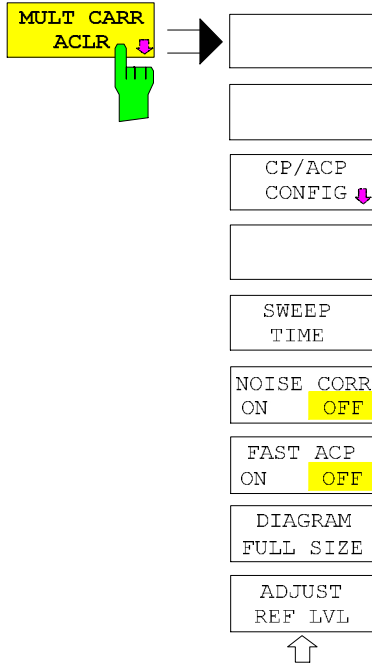 MULT CARR
ACLR
CP/ACP
CONFIG
SWEEP
TIME
NOISE CORR
ON OFF
FAST ACP
ON OFF
DIAGRAM
FULL SIZE
ADJUST
REF LVL